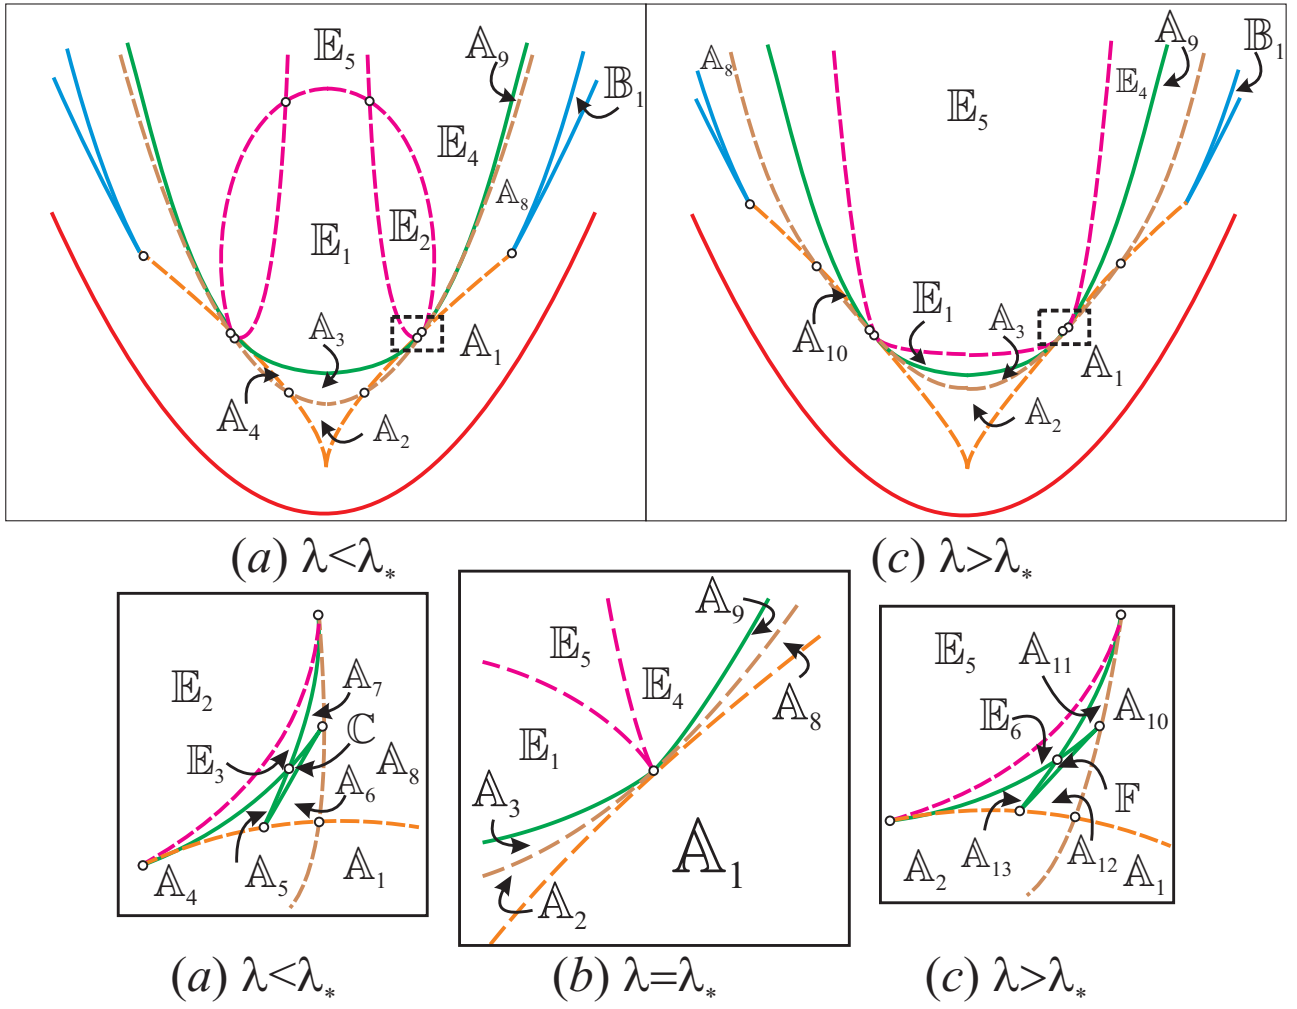 𝔼₅ 𝔸₉ 𝔹₁
𝔼₄
𝔸₈
𝔼₁ 𝔼₂
𝔸₃ 𝔸₁
𝔸₄ 𝔸₂
(a) λ<λ*
𝔸₈ 𝔸₉ 𝔹₁
𝔼₄
𝔼₅
𝔼₁ 𝔸₃
𝔸₁₀ 𝔸₁
𝔸₂
(c) λ>λ*
𝔼₂ 𝔸₇
ℂ
𝔼₃ 𝔸₈
𝔸₆
𝔸₄ 𝔸₅ 𝔸₁
(a) λ<λ*
𝔸₉
𝔼₅ 𝔼₄
𝔸₈
𝔼₁
𝔸₃
𝔸₁
𝔸₂
(b) λ=λ*
𝔼₅ 𝔸₁₁
𝔼₆ 𝔸₁₀
𝔽
𝔸₂ 𝔸₁₃ 𝔸₁₂ 𝔸₁
(c) λ>λ*